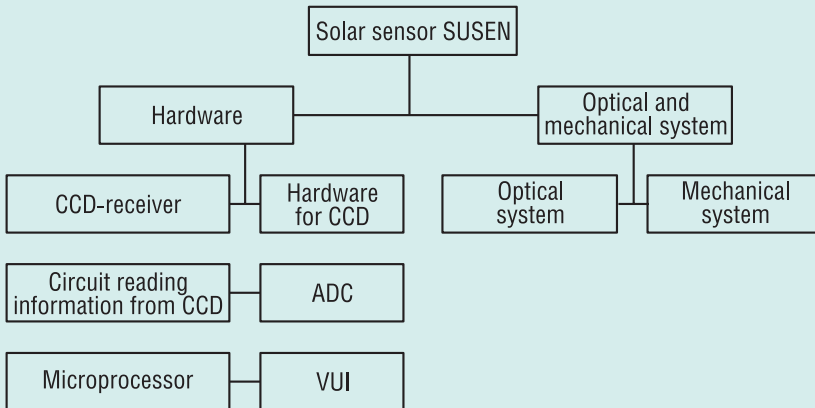 Solar sensor SUSEN
Hardware
Optical and
mechanical system
CCD-receiver
Hardware
for CCD
Optical
system
Mechanical
system
Circuit reading
information from CCD
ADC
Microprocessor
VUI